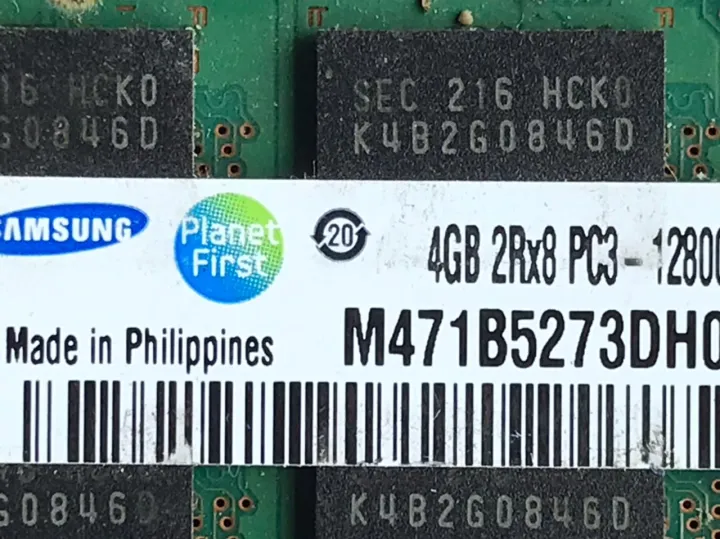 16 HCK0
SEC 216 HCK0
G0846D
K4B2G0846D
SAMSUNG
Planet
First
20
4GB 2Rx8 PC3-12800
Made in Philippines
M471B5273DH0
G0846D
K4B2G0846D